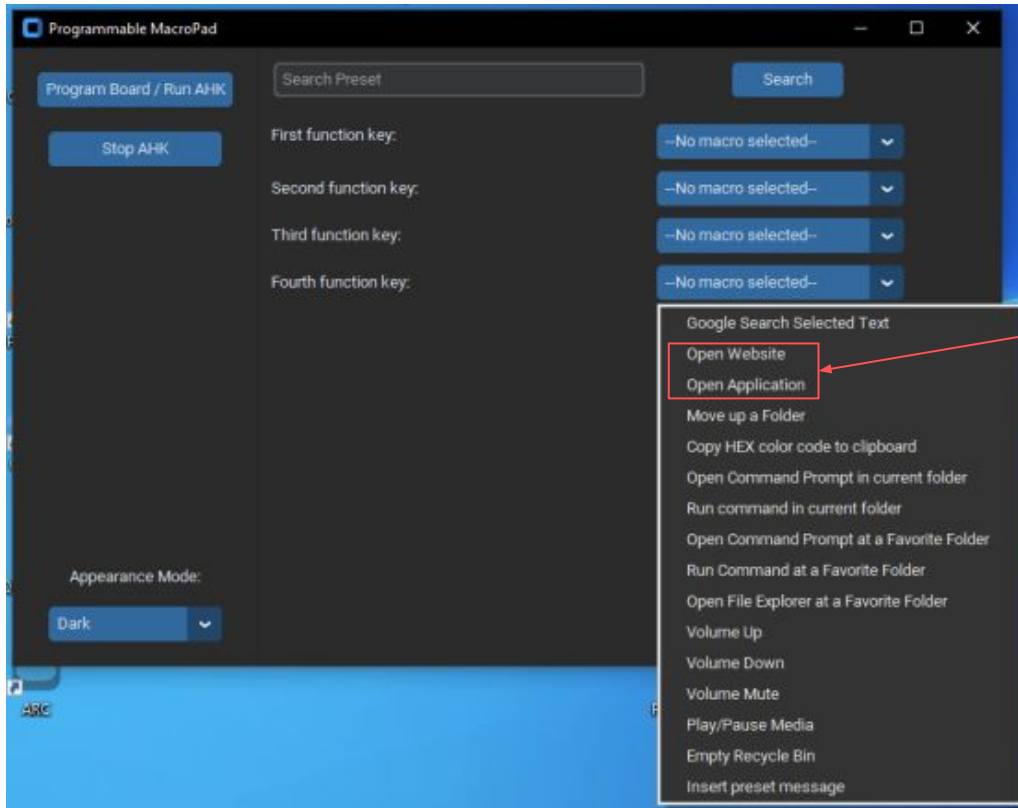 Programmable MacroPad
Program Board / Run AHK
Search Preset
Search
Stop AHK
First function key:
--No macro selected--
Second function key:
--No macro selected--
Third function key:
--No macro selected--
Fourth function key:
--No macro selected--
Google Search Selected Text
Open Website
Open Application
Move up a Folder
Copy HEX color code to clipboard
Open Command Prompt in current folder
Run command in current folder
Open Command Prompt at a Favorite Folder
Run Command at a Favorite Folder
Open File Explorer at a Favorite Folder
Volume Up
Volume Down
Volume Mute
Play/Pause Media
Empty Recycle Bin
Insert preset message
Appearance Mode:
Dark
ARC